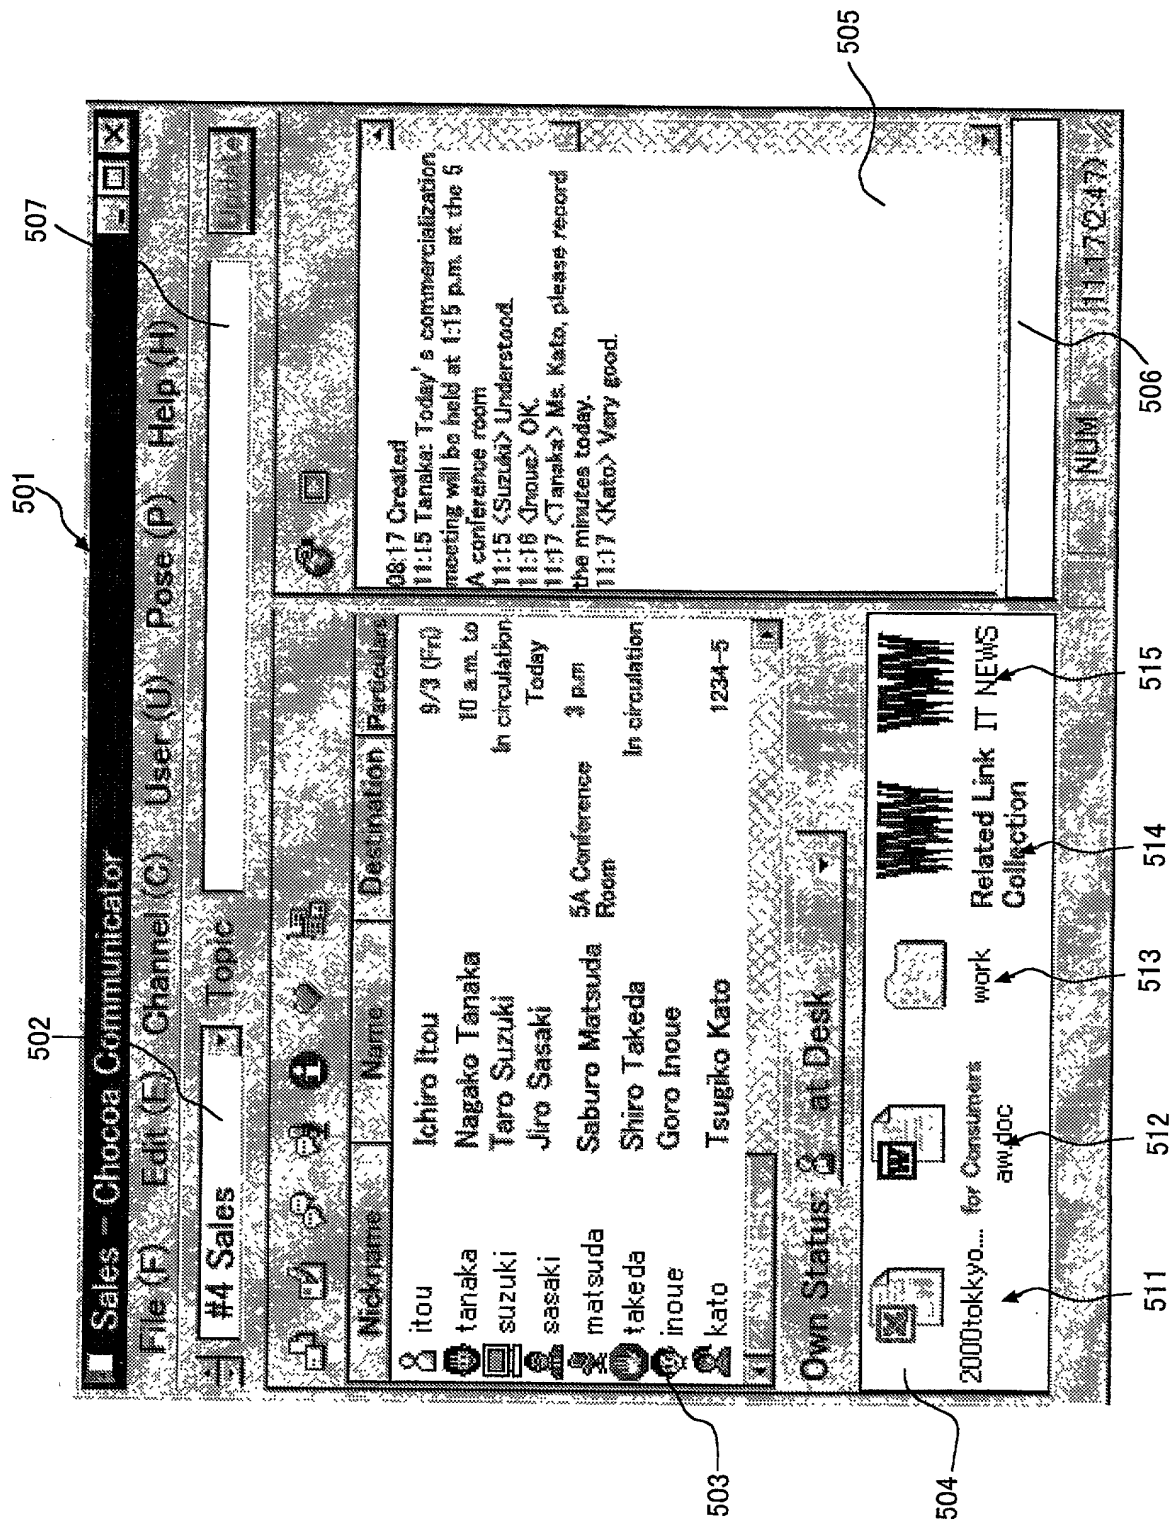 501
507
502
Sales - Chocoa Communicator
File (F) Edit (E) Channel (C) User (U) Pose (P) Help (H)
#4 Sales Topic Update
Nickname Name Destination Particulars
itou Ichiro Itou 9/3 (Fri)
tanaka Nagako Tanaka 10 a.m. to
suzuki Taro Suzuki In circulation
sasaki Jiro Sasaki Today
matsuda Saburo Matsuda 5A Conference Room 3 p.m
takeda Shiro Takeda In circulation
inoue Goro Inoue
kato Tsugiko Kato 1234-5
08:17 Created
11:15 Tanaka: Today's commercialization
meeting will be held at 1:15 p.m. at the 5
A conference room
11:15 <Suzuki> Understood.
11:16 <Inoue> OK.
11:17 <Tanaka> Ms. Kato, please record
the minutes today.
11:17 <Kato> Very good.
Own Status: at Desk
2000tokkyo.... for Consumers
aw.doc
work
Related Link
Collection
IT NEWS
NUM 11:17(2:47)
503
504
505
506
511
512
513
514
515